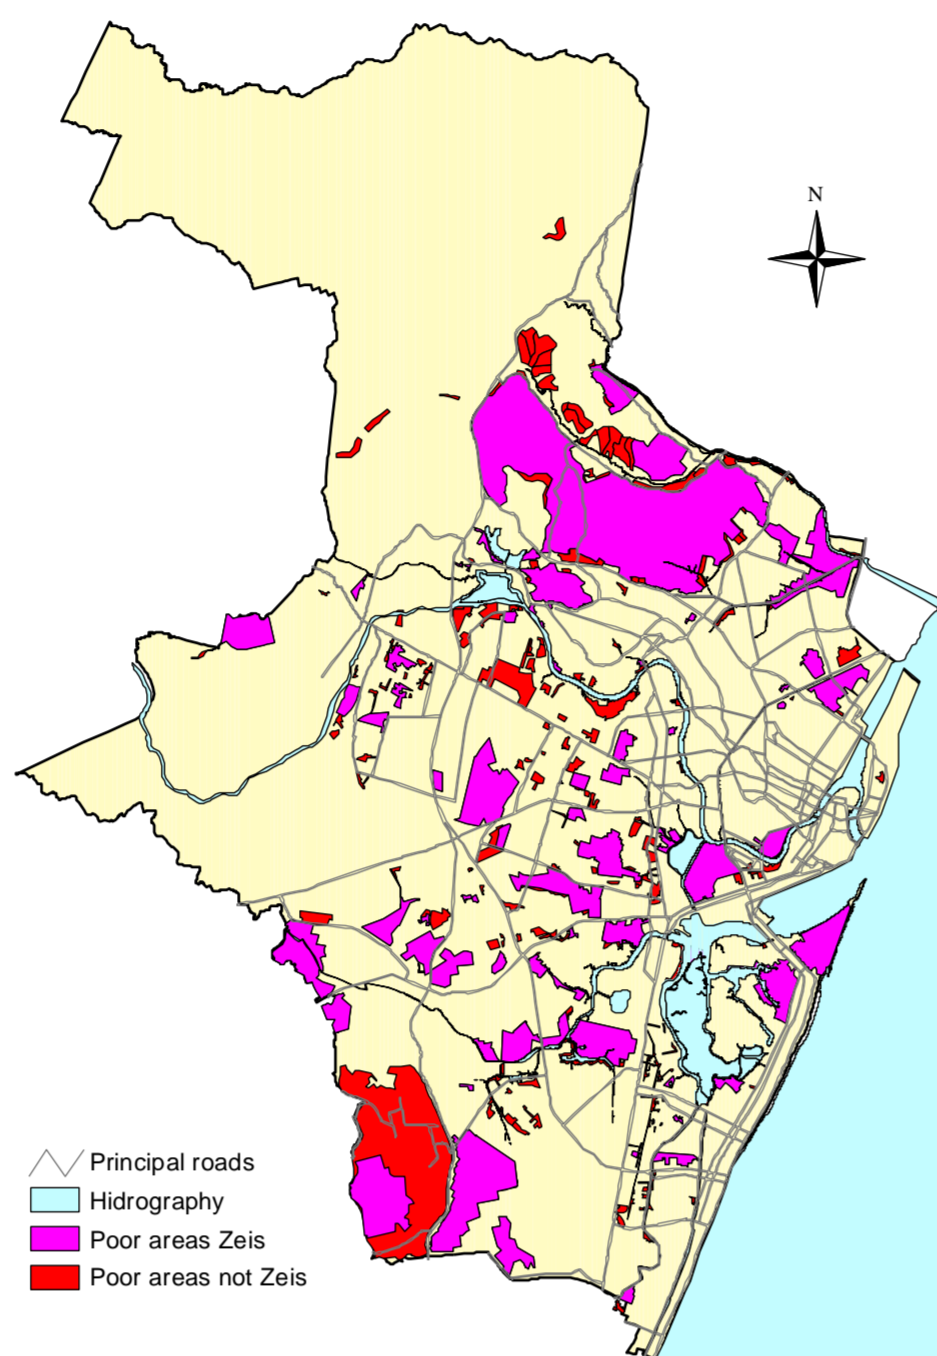 N
Principal roads
Hidrography
Poor areas Zeis
Poor areas not Zeis